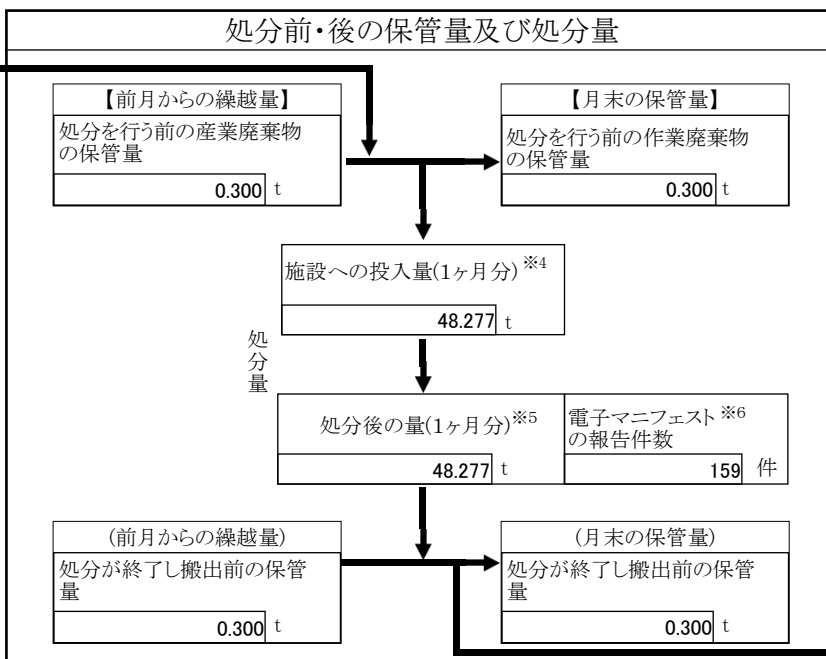 処分前・後の保管量及び処分量
【前月からの繰越量】
処分を行う前の産業廃棄物
の保管量
0.300 t
【月末の保管量】
処分を行う前の作業廃棄物
の保管量
0.300 t
施設への投入量(1ヶ月分)※4
48.277 t
処分量
処分後の量(1ヶ月分)※5
48.277 t
電子マニフェスト※6
の報告件数
159 件
(前月からの繰越量)
処分が終了し搬出前の保管
量
0.300 t
(月末の保管量)
処分が終了し搬出前の保管
量
0.300 t